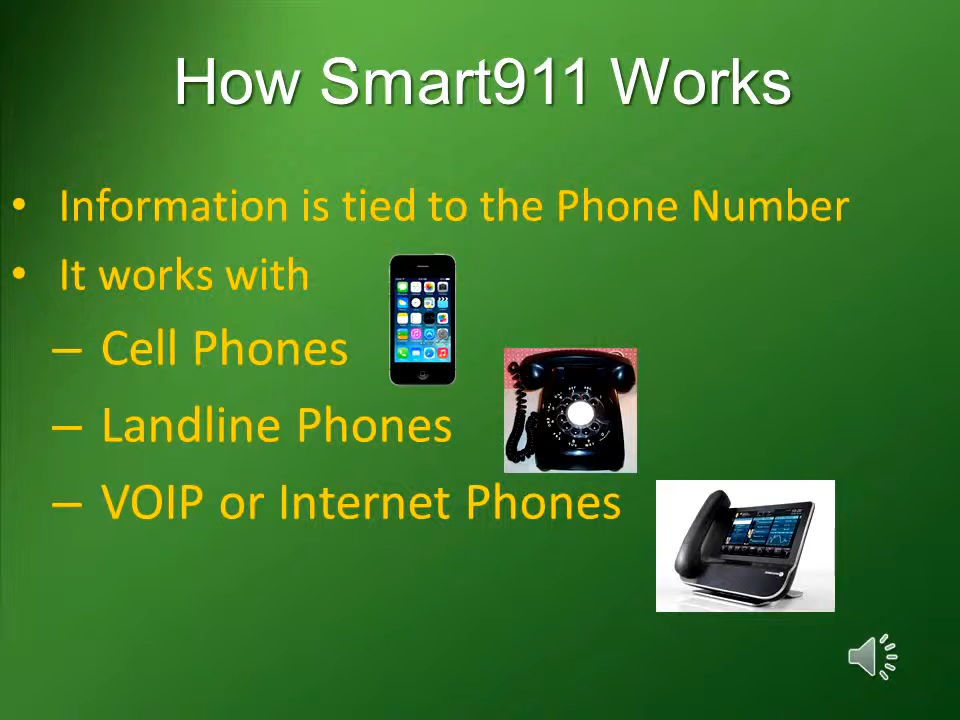 How Smart911 Works
• Information is tied to the Phone Number
• It works with
– Cell Phones
– Landline Phones
– VOIP or Internet Phones